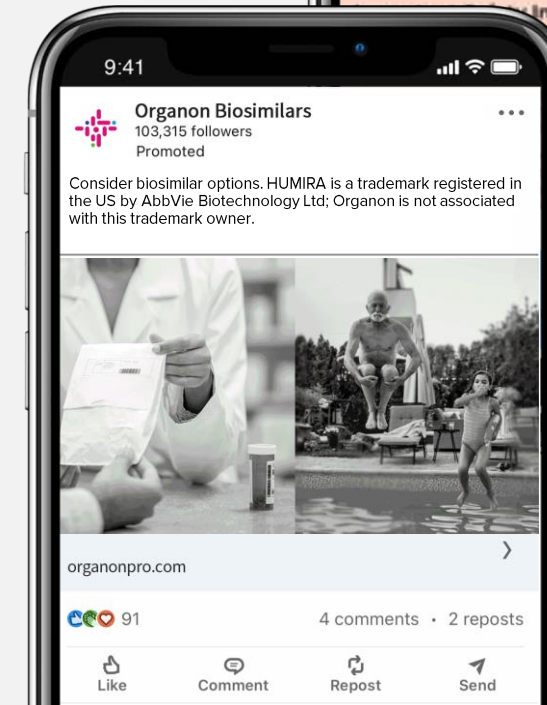 9:41
Organon Biosimilars
103,315 followers
Promoted
Consider biosimilar options. HUMIRA is a trademark registered in
the US by AbbVie Biotechnology Ltd; Organon is not associated
with this trademark owner.
organonpro.com
91
4 comments • 2 reposts
Like Comment Repost Send